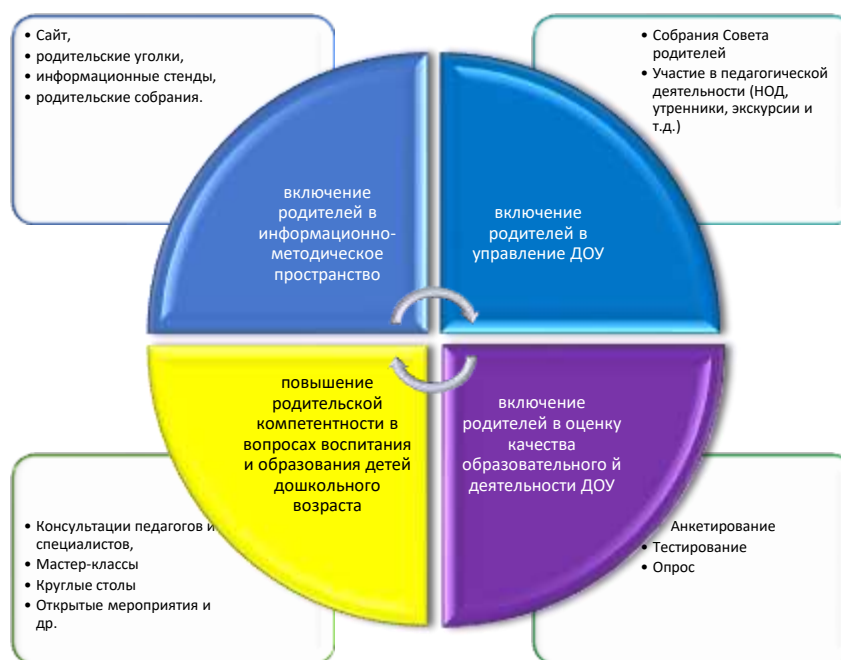 • Сайт,
• родительские уголки,
• информационные стенды,
• родительские собрания.
• Собрания Совета
родителей
• Участие в педагогической
деятельности (НОД,
утренники, экскурсии и
т.д.)
включение
родителей в
информационно-
методическое
пространство
включение
родителей в
управление ДОУ
повышение
родительской
компетентности в
вопросах воспитания
и образования детей
дошкольного
возраста
включение
родителей в оценку
качества
образовательного й
деятельности ДОУ
• Консультации педагогов и
специалистов,
• Мастер-классы
• Круглые столы
• Открытые мероприятия и
др.
Анкетирование
• Тестирование
• Опрос